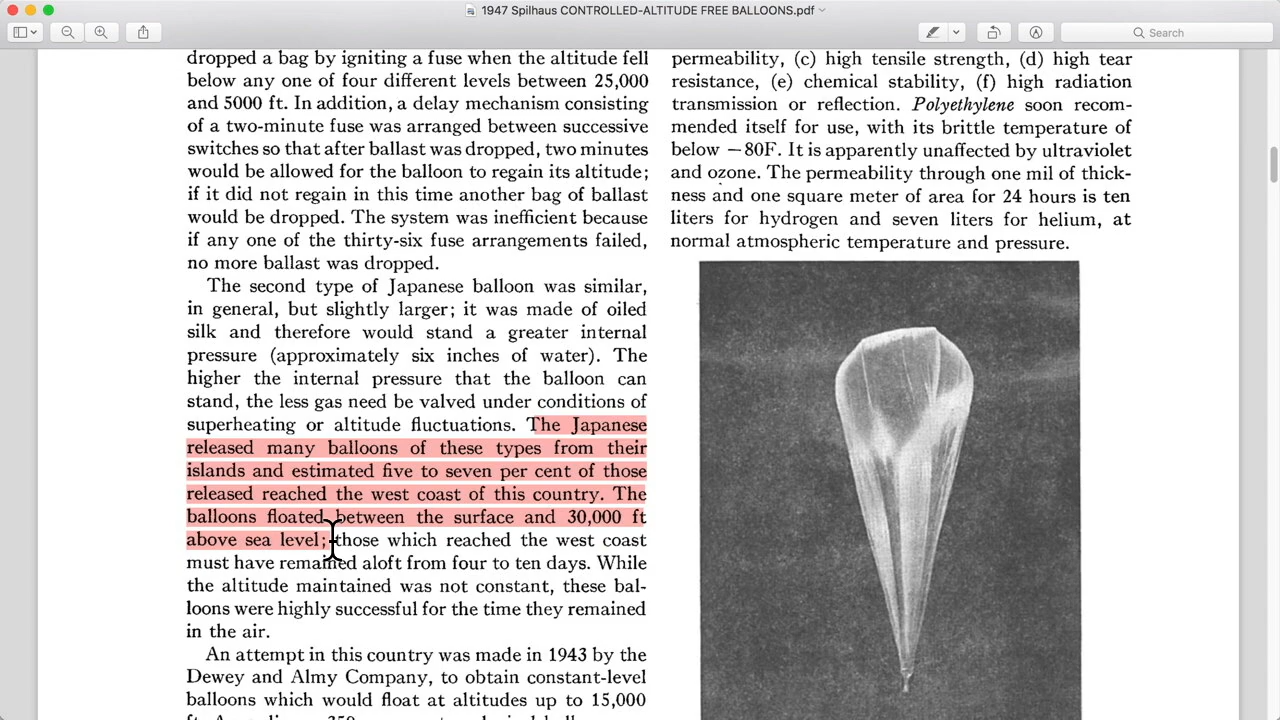 1947 Spilhaus CONTROLLED-ALTITUDE FREE BALLOONS.pdf
Search
dropped a bag by igniting a fuse when the altitude fell
below any one of four different levels between 25,000
and 5000 ft. In addition, a delay mechanism consisting
of a two-minute fuse was arranged between successive
switches so that after ballast was dropped, two minutes
would be allowed for the balloon to regain its altitude;
if it did not regain in this time another bag of ballast
would be dropped. The system was inefficient because
if any one of the thirty-six fuse arrangements failed,
no more ballast was dropped.
The second type of Japanese balloon was similar,
in general, but slightly larger; it was made of oiled
silk and therefore would stand a greater internal
pressure (approximately six inches of water). The
higher the internal pressure that the balloon can
stand, the less gas need be valved under conditions of
superheating or altitude fluctuations. The Japanese
released many balloons of these types from their
islands and estimated five to seven per cent of those
released reached the west coast of this country. The
balloons floated between the surface and 30,000 ft
above sea level; those which reached the west coast
must have remained aloft from four to ten days. While
the altitude maintained was not constant, these bal-
loons were highly successful for the time they remained
in the air.
An attempt in this country was made in 1943 by the
Dewey and Almy Company, to obtain constant-level
balloons which would float at altitudes up to 15,000
permeability, (c) high tensile strength, (d) high tear
resistance, (e) chemical stability, (f) high radiation
transmission or reflection. Polyethylene soon recom-
mended itself for use, with its brittle temperature of
below −80F. It is apparently unaffected by ultraviolet
and ozone. The permeability through one mil of thick-
ness and one square meter of area for 24 hours is ten
liters for hydrogen and seven liters for helium, at
normal atmospheric temperature and pressure.